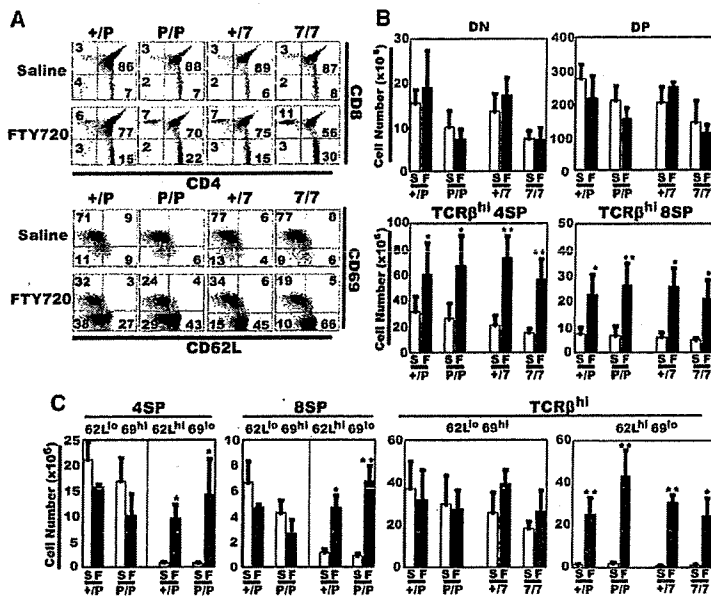 A
+/P P/P +/7 7/7
Saline
3 3 3 3
86 88 89 87
4 2 2 2
7 7 6 8
CD8
FTY720
6 7 7 11
77 70 75 56
3 2 3 3
15 22 15 30
CD4
Saline
71 9 77 6 77 8
11 9 6 13 4 9 6
CD69
FTY720
32 3 24 4 34 6 19 5
38 27 29 43 15 45 10 66
CD62L
B
DN DP
Cell Number (x10
30
20
10
0
400
300
200
100
0
S F S F S F S F
+/P P/P +/7 7/7
S F S F S F S F
+/P P/P +/7 7/7
TCRβhi 4SP TCRβhi 8SP
Cell Number (x10⁶)
100
80
60
40
20
0
* * ** **
50
40
30
20
10
0
* ** * *
S F S F S F S F
+/P P/P +/7 7/7
S F S F S F S F
+/P P/P +/7 7/7
C
4SP 8SP TCRβhi
62Llo 69hi 62Lhi 69lo
62Llo 69hi 62Lhi 69lo
62Llo 69hi 62Lhi 69lo
Cell Number (x10⁶)
25
20
15
10
5
0
* *
10
8
6
4
2
0
* **
60
40
20
0
60
40
20
0
** ** ** **
S F S F S F S F
+/P P/P +/P P/P
S F S F S F S F
+/P P/P +/P P/P
S F S F S F S F
+/P P/P +/7 7/7
S F S F S F S F
+/P P/P +/7 7/7